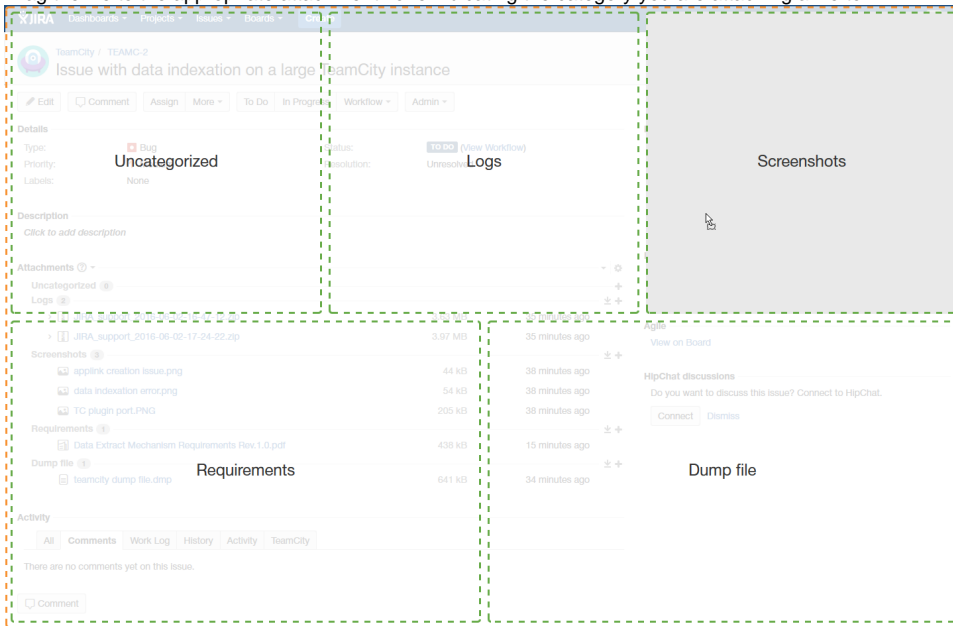 JIRA Dashboards Projects Issues Boards Create
TeamCity / TEAMC-2
Issue with data indexation on a large TeamCity instance
Edit Comment Assign More To Do In Progress Workflow Admin
Details
Type: Bug Status: TO DO (View Workflow)
Priority: Resolution: Unresolved
Uncategorized Logs Screenshots
Labels: None
Description
Click to add description
Attachments
Uncategorized 0
Logs 2
35 minutes ago
JIRA_support_2016-06-02-17-24-22.zip 3.97 MB 35 minutes ago
Screenshots 3
applink creation issue.png 44 kB 38 minutes ago
data indexation error.png 54 kB 38 minutes ago
TC plugin port.PNG 205 kB 38 minutes ago
Requirements 1
Data Extract Mechanism Requirements Rev.1.0.pdf 438 kB 15 minutes ago
Dump file 1
teamcity dump file.dmp 641 kB 34 minutes ago
Requirements Dump file
Agile
View on Board
HipChat discussions
Do you want to discuss this issue? Connect to HipChat.
Connect Dismiss
Activity
All Comments Work Log History Activity TeamCity
There are no comments yet on this issue.
Comment